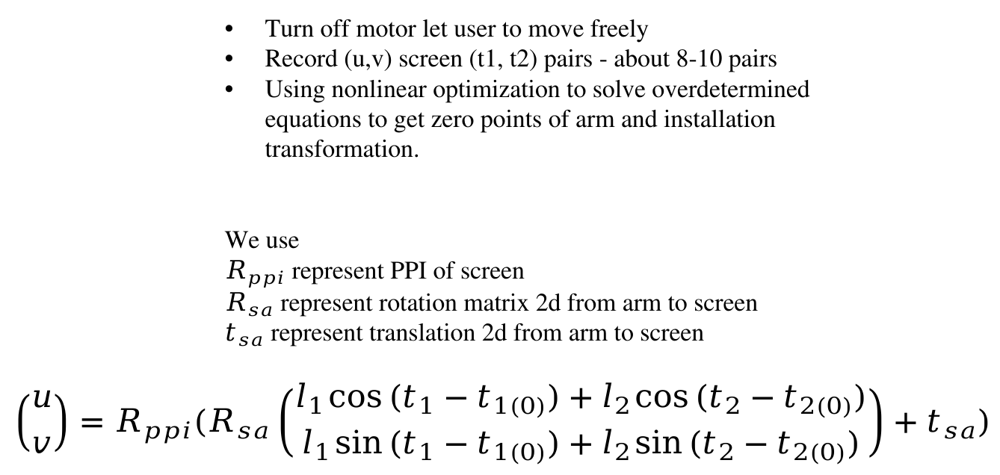 • Turn off motor let user to move freely
• Record (u,v) screen (t1, t2) pairs - about 8-10 pairs
• Using nonlinear optimization to solve overdetermined
equations to get zero points of arm and installation
transformation.
We use
R_{ppi} represent PPI of screen
R_{sa} represent rotation matrix 2d from arm to screen
t_{sa} represent translation 2d from arm to screen
\binom{u}{v} = R_{ppi}(R_{sa} \binom{l_1 \cos(t_1 - t_{1(0)}) + l_2 \cos(t_2 - t_{2(0)})}{l_1 \sin(t_1 - t_{1(0)}) + l_2 \sin(t_2 - t_{2(0)})} + t_{sa})